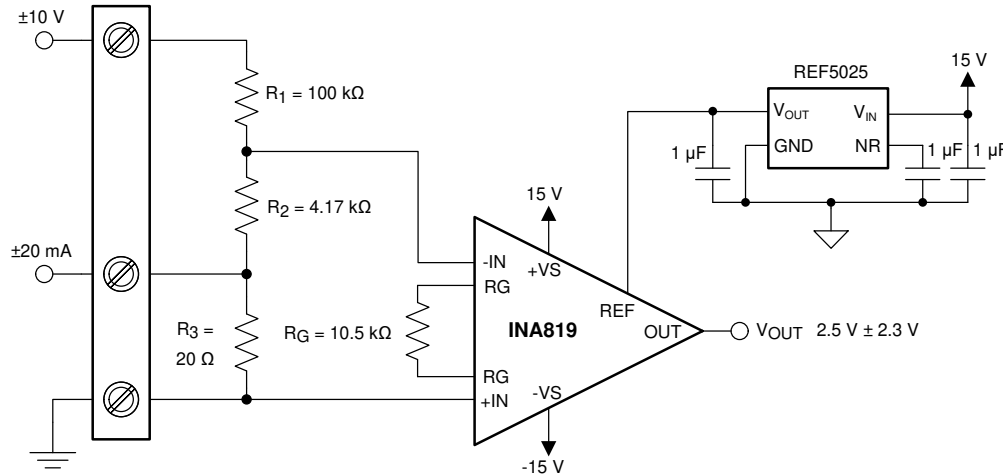 ±10 V
R1 = 100 kΩ
R2 = 4.17 kΩ
±20 mA
R3 =
20 Ω
RG = 10.5 kΩ
15 V
+VS
-IN
RG
INA819
REF
OUT
RG
+IN
-VS
-15 V
VOUT 2.5 V ± 2.3 V
REF5025
15 V
VOUT
VIN
GND
NR
1 µF
1 µF
1 µF